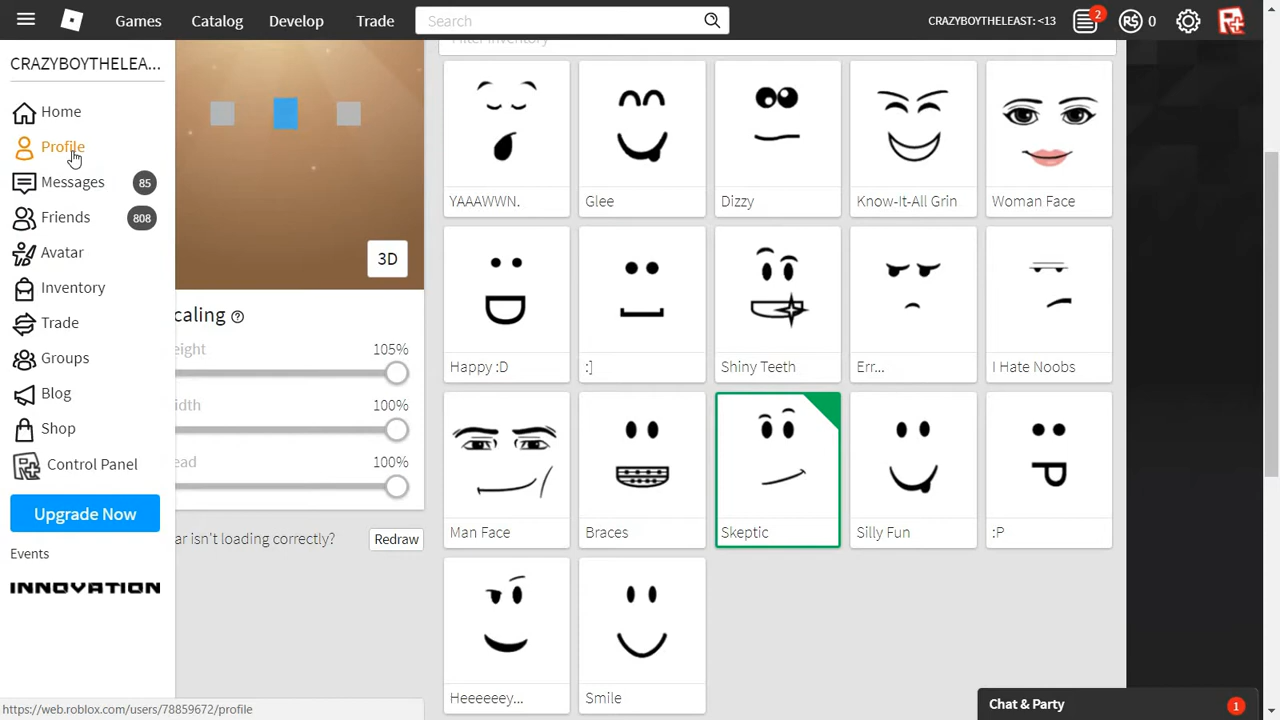 Games Catalog Develop Trade Search CRAZYBOYTHELEAST: <13 2 R$ 0 R+
CRAZYBOYTHELEA...
Home
Profile
Messages 85
Friends 808
Avatar
Inventory
Trade
Groups
Blog
Shop
Control Panel
Upgrade Now
Events
INNOVATION
3D
caling ?
eight 105%
idth 100%
ead 100%
ar isn't loading correctly? Redraw
YAAAWWN. Glee Dizzy Know-It-All Grin Woman Face
Happy :D :] Shiny Teeth Err... I Hate Noobs
Man Face Braces Skeptic Silly Fun :P
Heeeeeey... Smile
https://web.roblox.com/users/78859672/profile
Chat & Party 1